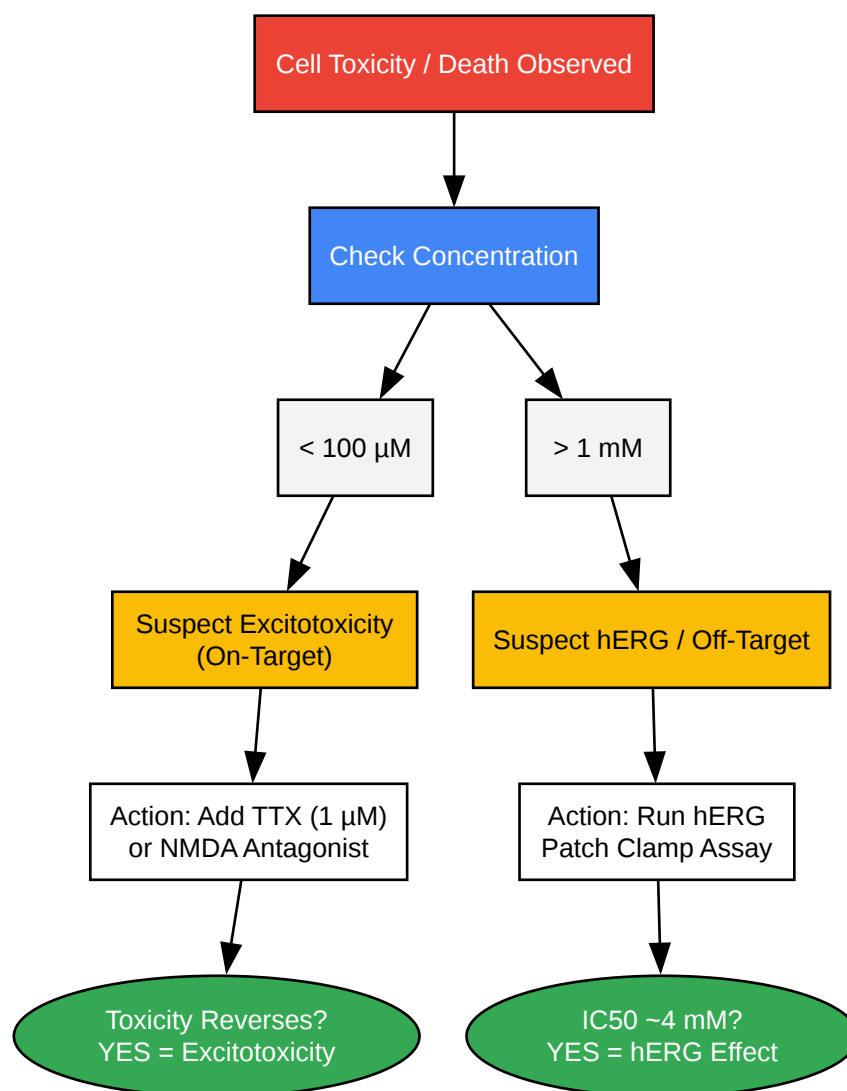 Cell Toxicity / Death Observed
Check Concentration
< 100 µM
> 1 mM
Suspect Excitotoxicity
(On-Target)
Suspect hERG / Off-Target
Action: Add TTX (1 µM)
or NMDA Antagonist
Action: Run hERG
Patch Clamp Assay
Toxicity Reverses?
YES = Excitotoxicity
IC50 ~4 mM?
YES = hERG Effect